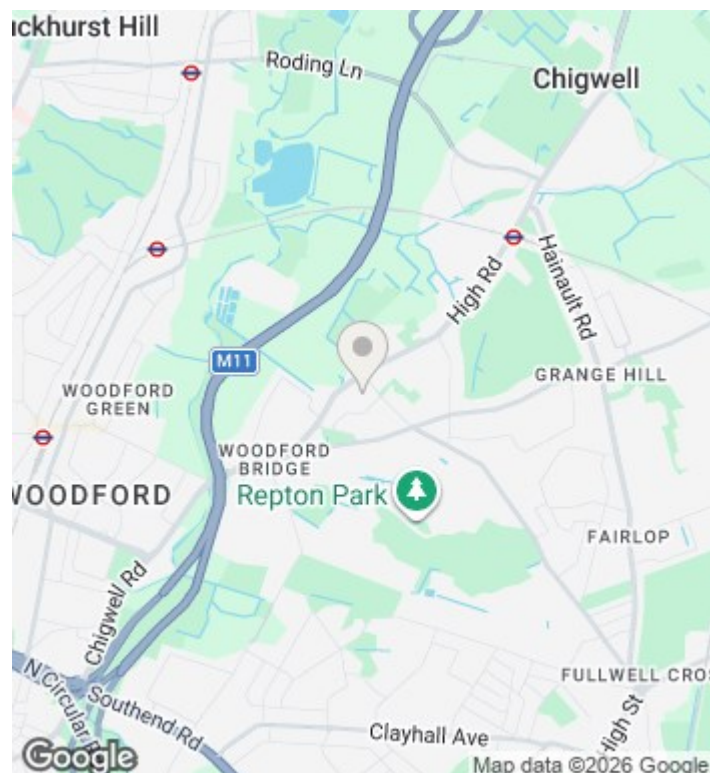 uckhurst Hill
Roding Ln
Chigwell
High Rd
Hainault Rd
M11
WOODFORD
GREEN
GRANGE HILL
WOODFORD
BRIDGE
WOODFORD
Repton Park
FAIRLOP
Chigwell Rd
FULLWELL CROS
N Circular R
Southend Rd
High St
Clayhall Ave
Google
Map data ©2026 Google